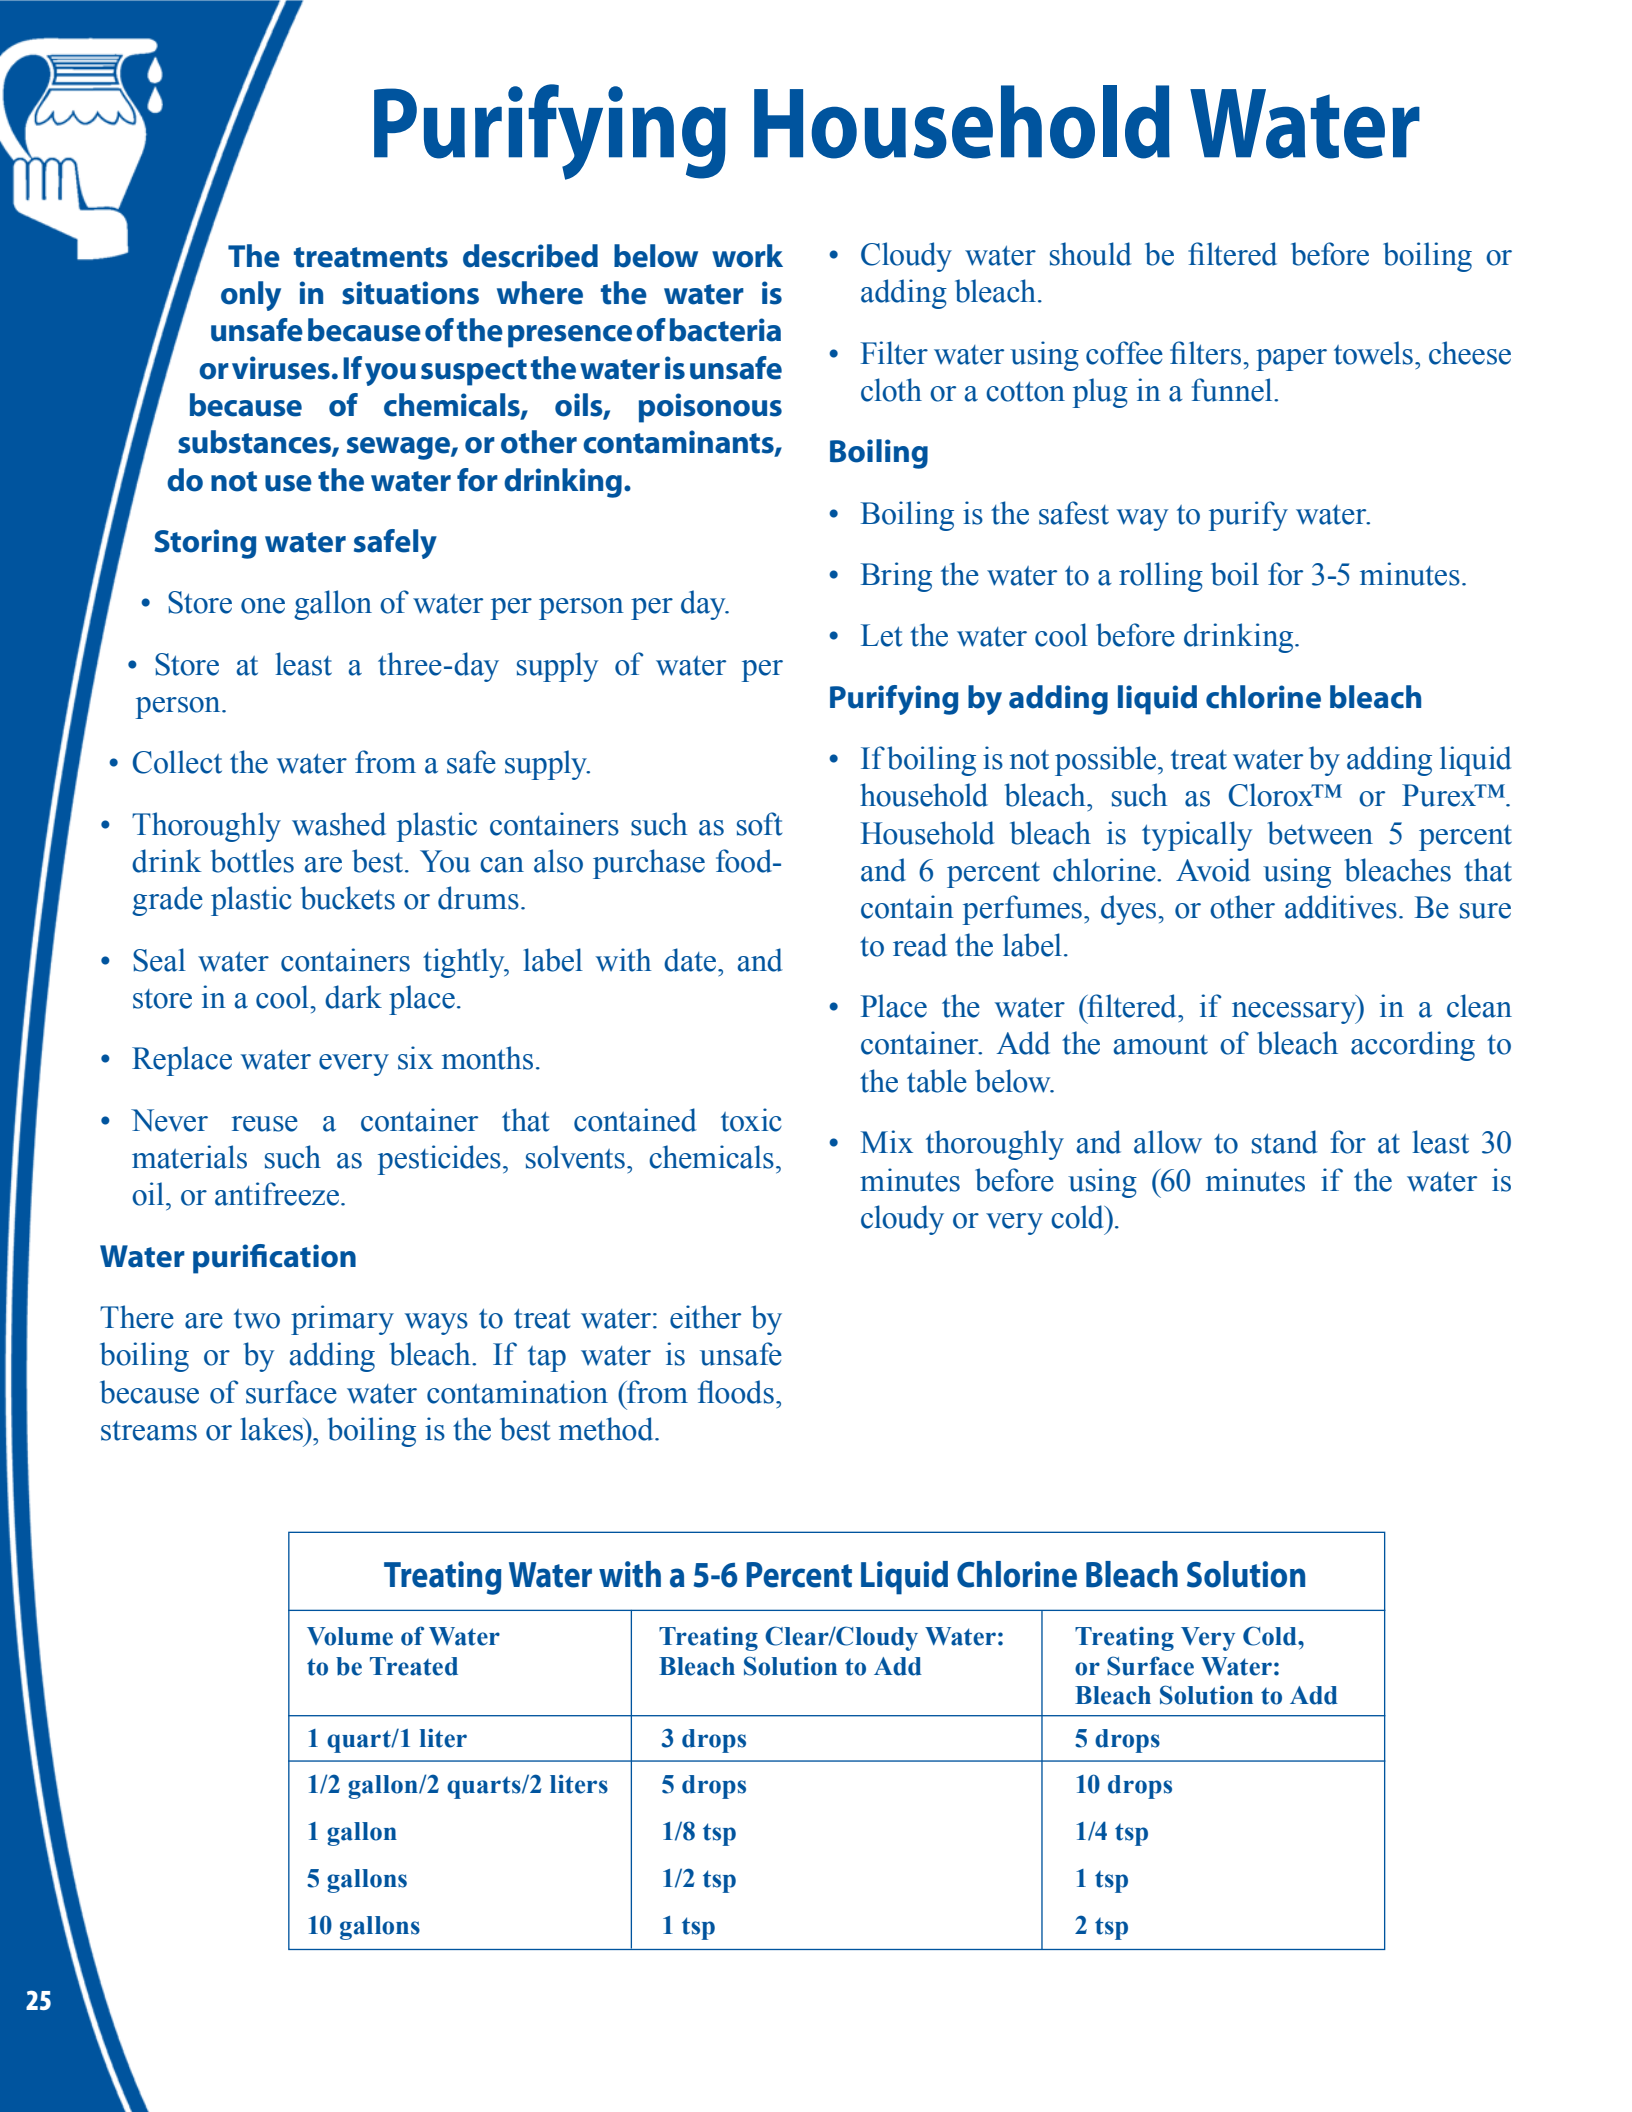 Purifying Household Water
The treatments described below work
only in situations where the water is
unsafe because of the presence of bacteria
or viruses. If you suspect the water is unsafe
because of chemicals, oils, poisonous
substances, sewage, or other contaminants,
do not use the water for drinking.
Storing water safely
• Store one gallon of water per person per day.
• Store at least a three-day supply of water per
person.
• Collect the water from a safe supply.
• Thoroughly washed plastic containers such as soft
drink bottles are best. You can also purchase food-
grade plastic buckets or drums.
• Seal water containers tightly, label with date, and
store in a cool, dark place.
• Replace water every six months.
• Never reuse a container that contained toxic
materials such as pesticides, solvents, chemicals,
oil, or antifreeze.
Water purification
There are two primary ways to treat water: either by
boiling or by adding bleach. If tap water is unsafe
because of surface water contamination (from floods,
streams or lakes), boiling is the best method.
• Cloudy water should be filtered before boiling or
adding bleach.
• Filter water using coffee filters, paper towels, cheese
cloth or a cotton plug in a funnel.
Boiling
• Boiling is the safest way to purify water.
• Bring the water to a rolling boil for 3-5 minutes.
• Let the water cool before drinking.
Purifying by adding liquid chlorine bleach
• If boiling is not possible, treat water by adding liquid
household bleach, such as Clorox™ or Purex™.
Household bleach is typically between 5 percent
and 6 percent chlorine. Avoid using bleaches that
contain perfumes, dyes, or other additives. Be sure
to read the label.
• Place the water (filtered, if necessary) in a clean
container. Add the amount of bleach according to
the table below.
• Mix thoroughly and allow to stand for at least 30
minutes before using (60 minutes if the water is
cloudy or very cold).
Treating Water with a 5-6 Percent Liquid Chlorine Bleach Solution
Volume of Water
to be Treated
Treating Clear/Cloudy Water:
Bleach Solution to Add
Treating Very Cold,
or Surface Water:
Bleach Solution to Add
1 quart/1 liter 3 drops 5 drops
1/2 gallon/2 quarts/2 liters 5 drops 10 drops
1 gallon 1/8 tsp 1/4 tsp
5 gallons 1/2 tsp 1 tsp
10 gallons 1 tsp 2 tsp
25